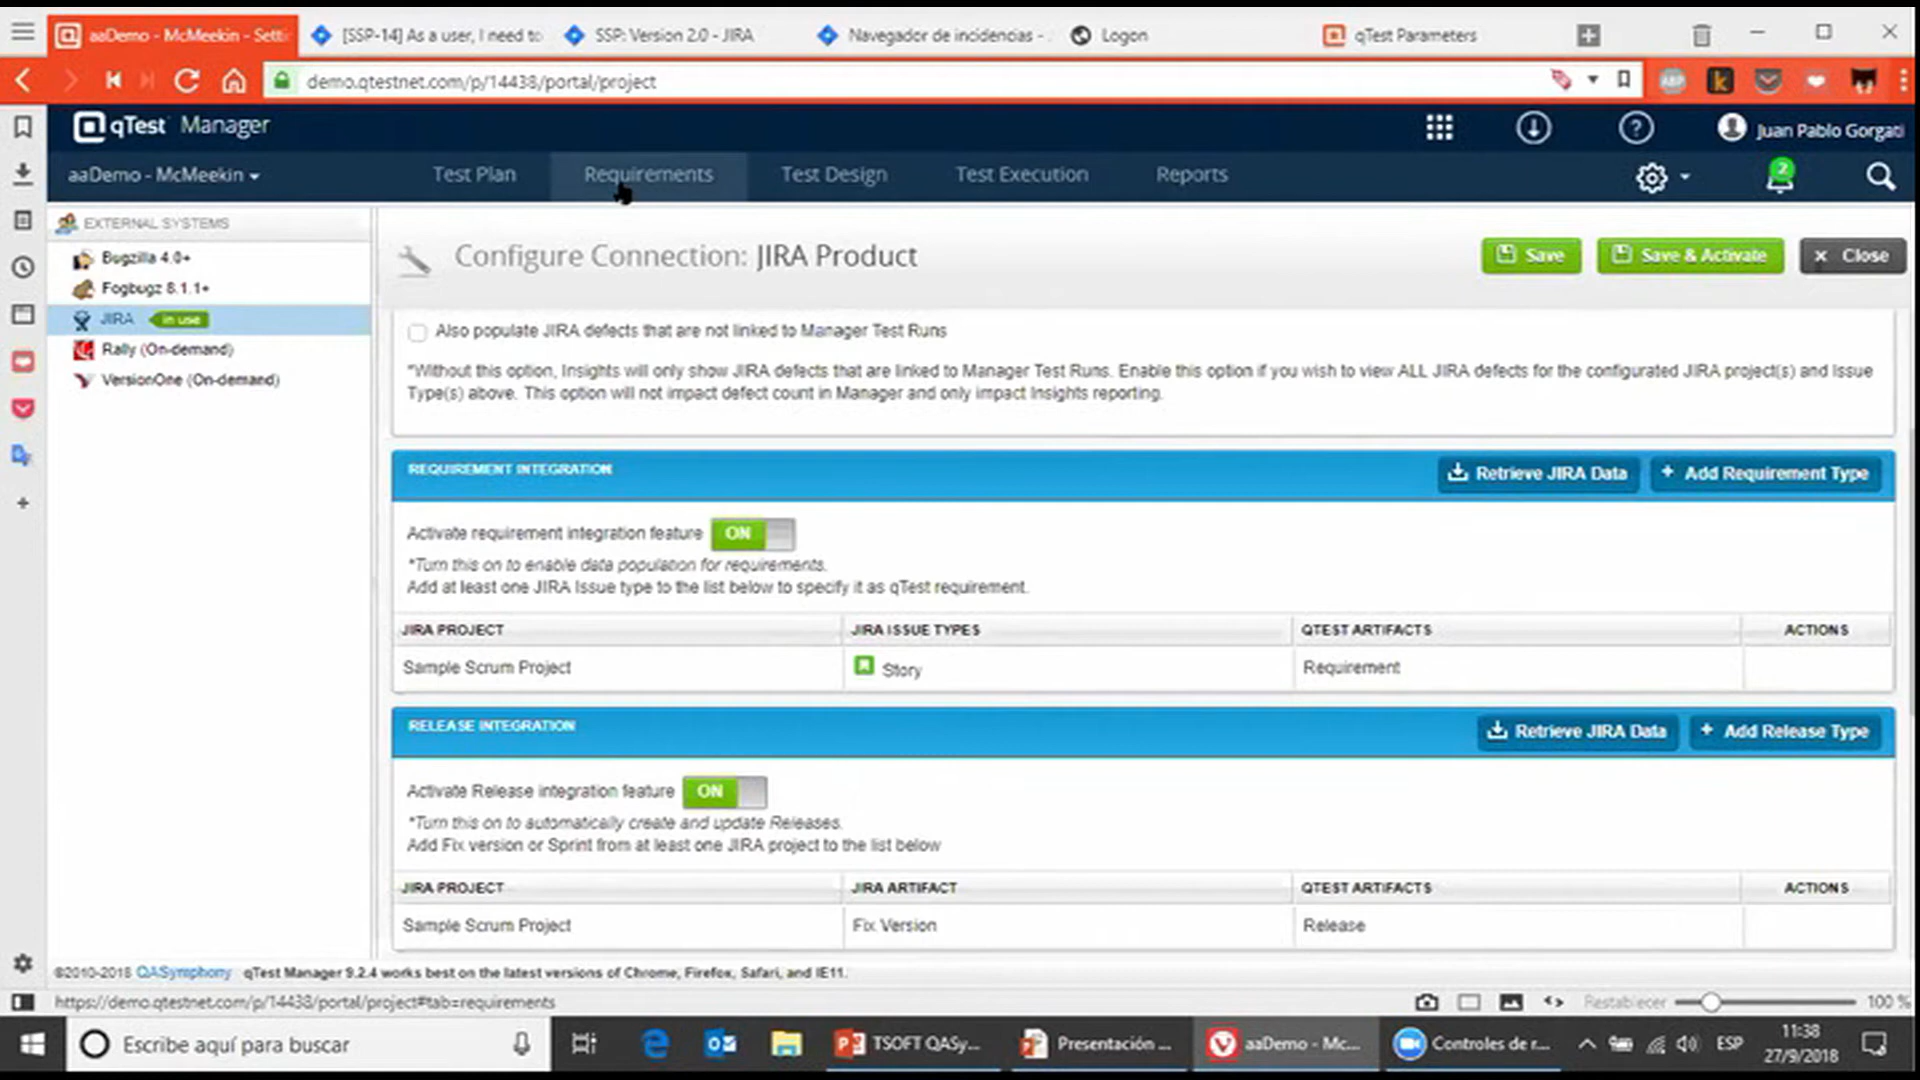 aaDemo - McMeekin - Setti
[SSP-14] As a user, I need to
SSP: Version 2.0 - JIRA
Navegador de incidencias -
Logon
qTest Parameters
demo.qtestnet.com/p/14438/portal/project
qTest Manager
Juan Pablo Gorgati
aaDemo - McMeekin
Test Plan
Requirements
Test Design
Test Execution
Reports
2
EXTERNAL SYSTEMS
Bugzilla 4.0+
Fogbugz 8.1.1+
JIRA in use
Rally (On-demand)
VersionOne (On-demand)
Configure Connection: JIRA Product
Save
Save & Activate
× Close
Also populate JIRA defects that are not linked to Manager Test Runs
*Without this option, Insights will only show JIRA defects that are linked to Manager Test Runs. Enable this option if you wish to view ALL JIRA defects for the configurated JIRA project(s) and Issue
Type(s) above. This option will not impact defect count in Manager and only impact Insights reporting.
REQUIREMENT INTEGRATION
Retrieve JIRA Data
+ Add Requirement Type
Activate requirement integration feature ON
*Turn this on to enable data population for requirements.
Add at least one JIRA Issue type to the list below to specify it as qTest requirement.
JIRA PROJECT
JIRA ISSUE TYPES
QTEST ARTIFACTS
ACTIONS
Sample Scrum Project
Story
Requirement
RELEASE INTEGRATION
Retrieve JIRA Data
+ Add Release Type
Activate Release integration feature ON
*Turn this on to automatically create and update Releases.
Add Fix version or Sprint from at least one JIRA project to the list below
JIRA PROJECT
JIRA ARTIFACT
QTEST ARTIFACTS
ACTIONS
Sample Scrum Project
Fix Version
Release
©2010-2018 QASymphony qTest Manager 9.2.4 works best on the latest versions of Chrome, Firefox, Safari, and IE11.
https://demo.qtestnet.com/p/14438/portal/project#tab=requirements
Restablecer
100 %
Escribe aquí para buscar
TSOFT QASy...
Presentación ...
aaDemo - Mc...
Controles de r...
ESP
11:38
27/9/2018